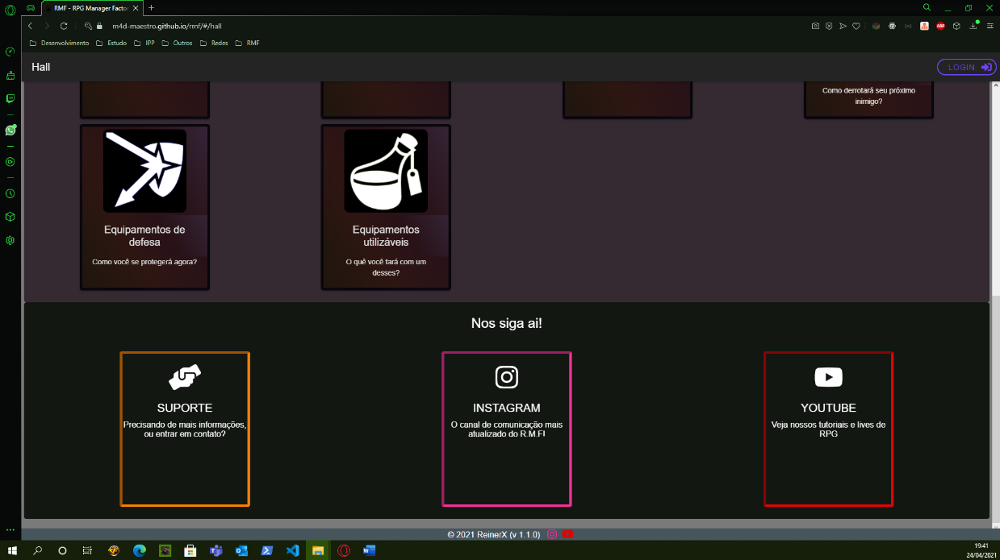 RMF - RPG Manager Factor
m4d-maestro.github.io/rmf/#/hall
Desenvolvimento
Estudo
IPP
Outros
Redes
RMF
Hall
LOGIN
Como derrotará seu próximo
inimigo?
Equipamentos de
defesa
Como você se protegerá agora?
Equipamentos
utilizáveis
O quê você fará com um
desses?
Nos siga ai!
SUPORTE
Precisando de mais informações,
ou entrar em contato?
INSTAGRAM
O canal de comunicação mais
atualizado do R.M.F!
YOUTUBE
Veja nossos tutoriais e lives de
RPG
© 2021 ReinerX (v 1.1.0)
19:41
24/04/2021